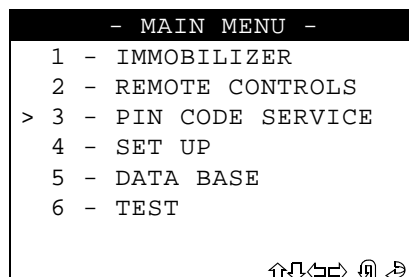 - MAIN MENU -
1 - IMMOBILIZER
2 - REMOTE CONTROLS
> 3 - PIN CODE SERVICE
4 - SET UP
5 - DATA BASE
6 - TEST